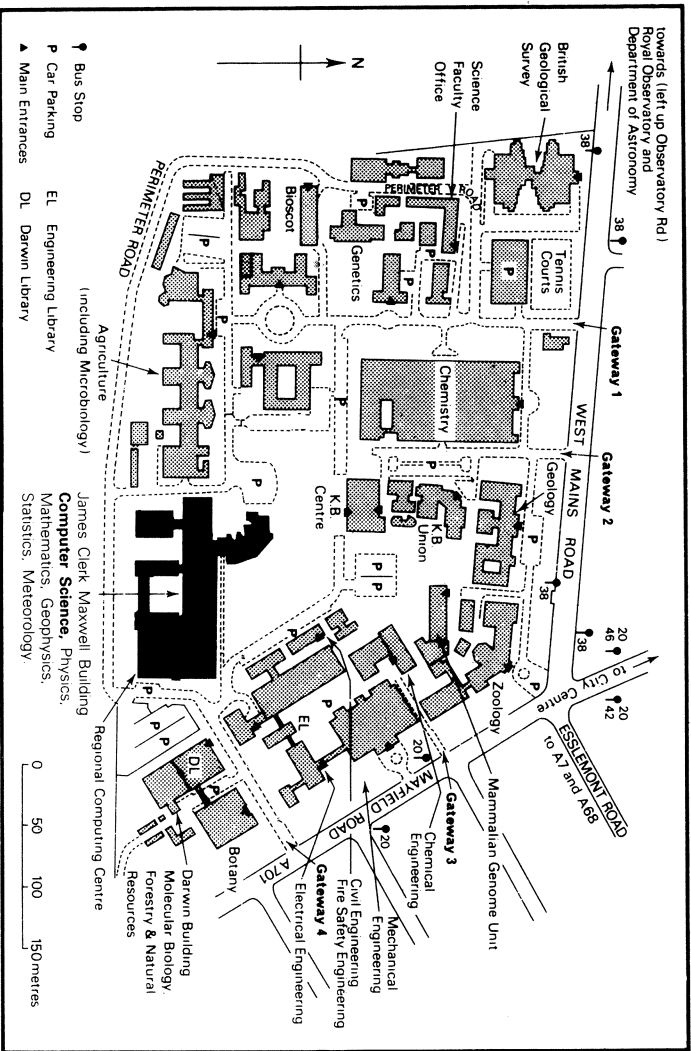 towards (left up Observatory Rd)
Royal Observatory and
Department of Astronomy
British
Geological
Survey
Science
Faculty
Office
N
38
38
Tennis
Courts
P
Gateway 1
WEST MAINS ROAD
Gateway 2
Geology
P
38
38
20
46
20
42
to City Centre
ESSLEMONT ROAD
to A7 and A68
PERIMETER ROAD
P
Genetics
P
Bioscot
Chemistry
P
P
K.B
Union
K.B
Centre
P P
Zoology
P
Mammalian Genome Unit
20
Gateway 3
Chemical
Engineering
MAYFIELD ROAD
20
Mechanical
Engineering
Civil Engineering
Fire Safety Engineering
P
P
EL
Electrical Engineering
Gateway 4
A 701
PERIMETER ROAD
P
P
Agriculture
(including Microbiology)
P
James Clerk Maxwell Building
Computer Science, Physics,
Mathematics, Geophysics,
Statistics, Meteorology.
Regional Computing Centre
P
P
P
DL
Botany
Darwin Building
Molecular Biology,
Forestry & Natural
Resources
Bus Stop
P Car Parking
▲ Main Entrances
EL Engineering Library
DL Darwin Library
0 50 100 150 metres